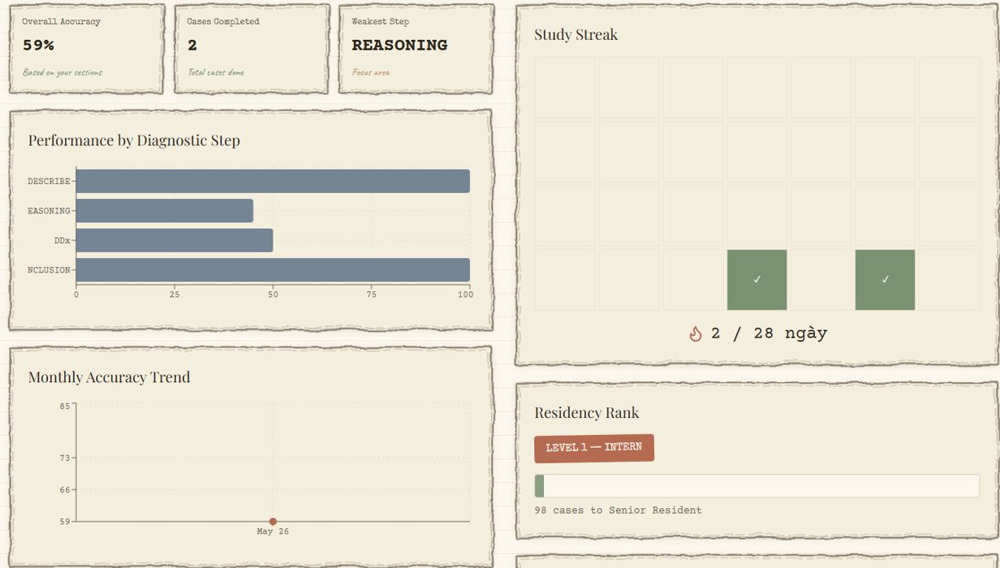 Overall Accuracy
59%
Based on your sessions
Cases Completed
2
Total cases done
Weakest Step
REASONING
Focus area
Performance by Diagnostic Step
DESCRIBE
EASONING
DDx
NCLUSION
0 25 50 75 100
Monthly Accuracy Trend
85
73
66
59
May 26
Study Streak
✓ ✓
2 / 28 ngày
Residency Rank
LEVEL 1 — INTERN
98 cases to Senior Resident